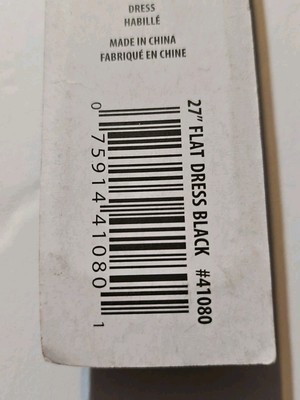 DRESS
HABILLÉ
MADE IN CHINA
FABRIQUÉ EN CHINE
27" FLAT DRESS BLACK #41080
0 75914 41080 1